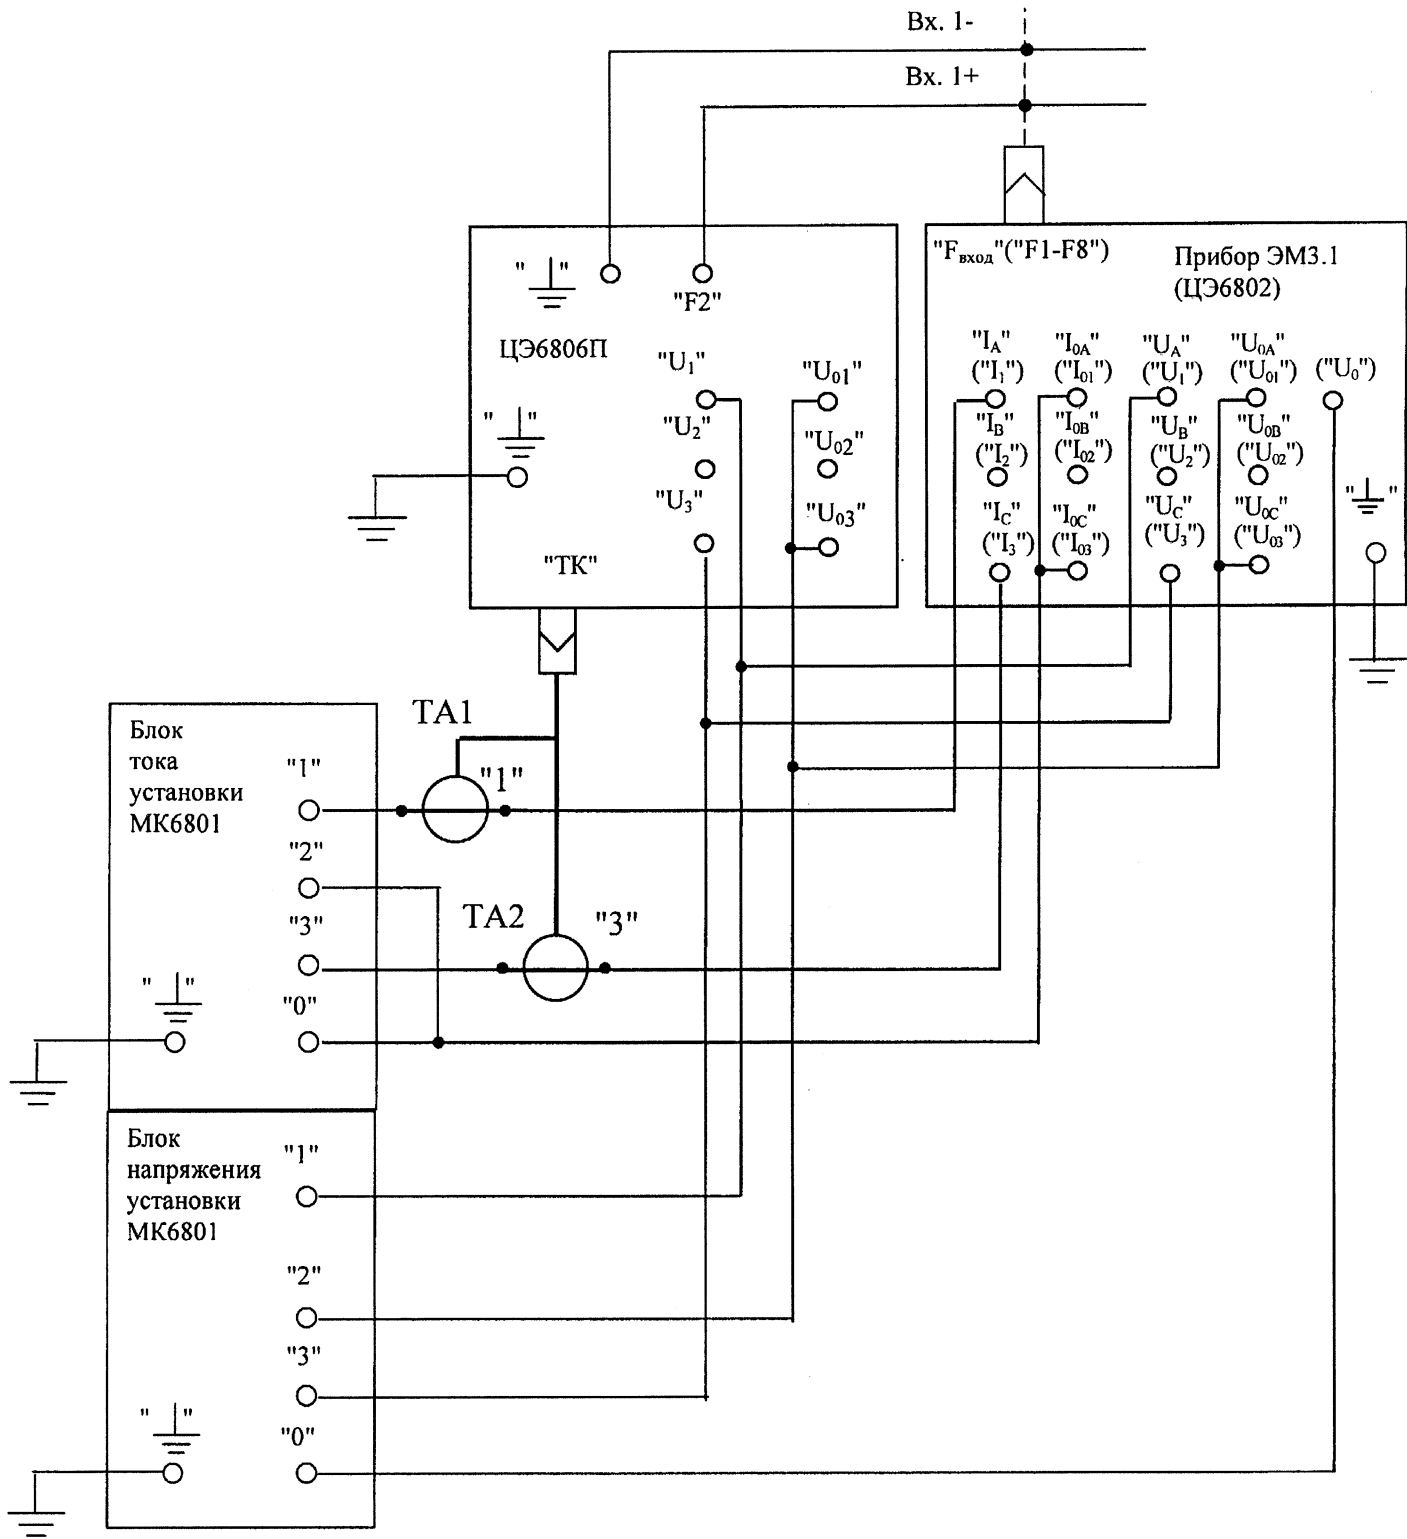 Вх. 1-
Вх. 1+
" "
"F2"
ЦЭ6806П
"U1"
"U01"
" "
"U2"
"U02"
"U3"
"U03"
"ТК"
"Fвход"("F1-F8")
Прибор ЭМ3.1
(ЦЭ6802)
"IA"
("I1")
"I0A"
("I01")
"UA"
("U1")
"U0A"
("U01")
("U0")
"IB"
("I2")
"I0B"
("I02")
"UB"
("U2")
"U0B"
("U02")
"IC"
("I3")
"I0C"
("I03")
"UC"
("U3")
"U0C"
("U03")
" "
ТА1
"1"
ТА2
"3"
Блок
тока
установки
МК6801
"1"
"2"
"3"
" "
"0"
Блок
напряжения
установки
МК6801
"1"
"2"
"3"
" "
"0"